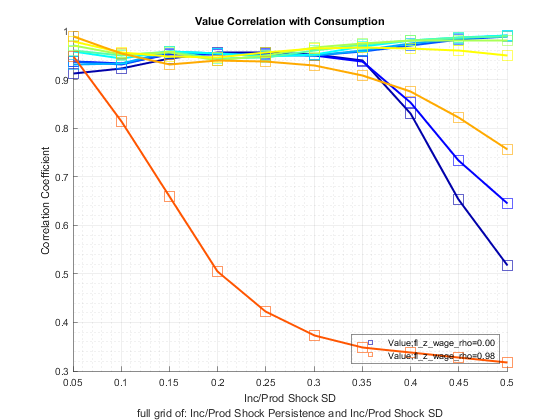 Value Correlation with Consumption
1
0.9
0.8
0.7
0.6
0.5
0.4
0.3
Correlation Coefficient
Value;fl_z_wage_rho=0.00
Value;fl_z_wage_rho=0.98
0.05 0.1 0.15 0.2 0.25 0.3 0.35 0.4 0.45 0.5
Inc/Prod Shock SD
full grid of: Inc/Prod Shock Persistence and Inc/Prod Shock SD